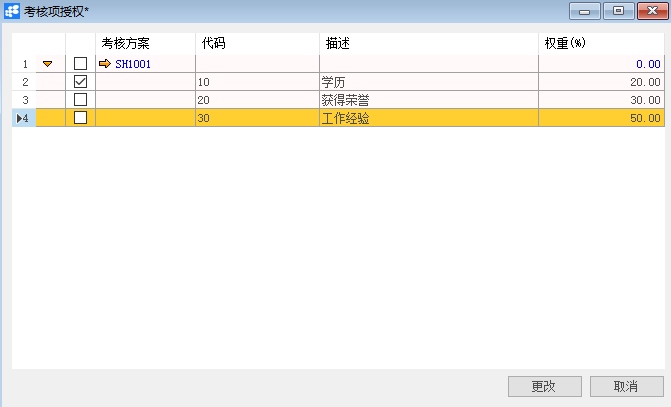 考核项授权*
考核方案 代码 描述 权重(%)
1 SH1001 0.00
2 10 学历 20.00
3 20 获得荣誉 30.00
4 30 工作经验 50.00
更改 取消